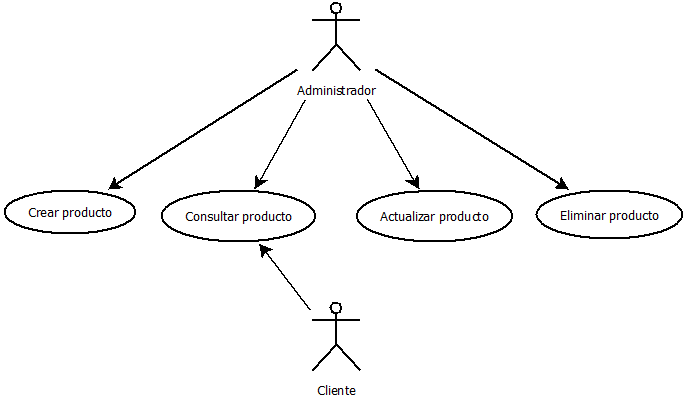 Administrador
Crear producto
Consultar producto
Actualizar producto
Eliminar producto
Cliente